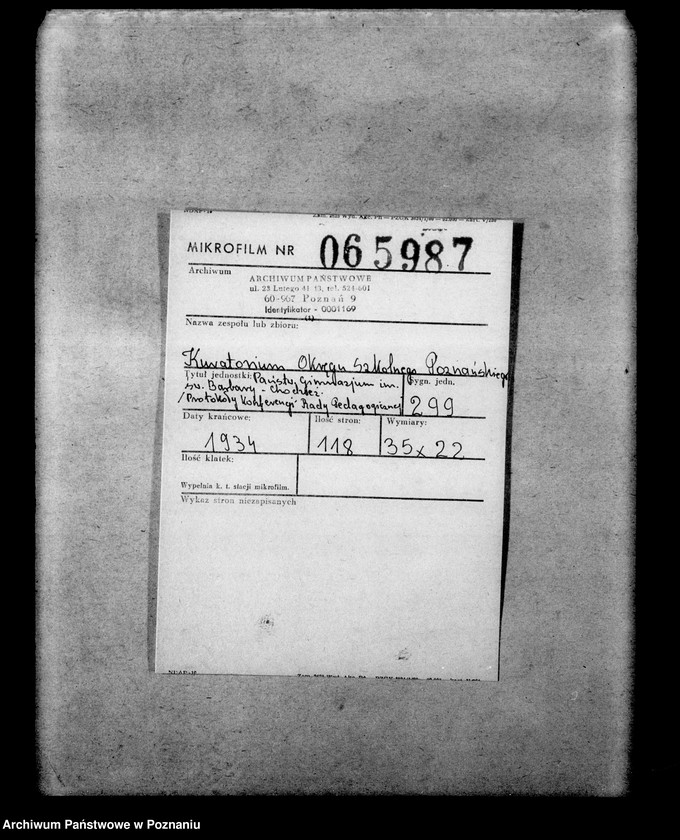 MIKROFILM NR 065987
Archiwum
ARCHIWUM PAŃSTWOWE
ul. 23 Lutego 41/43, tel. 524-601
60-967 Poznań 9
Identyfikator - 0001169
Nazwa zespołu lub zbioru:
Kuratorium Okręgu Szkolnego Poznańskiego
Tytuł jednostki: Państw. Gimnazjum im.
św. Barbary - Chodzież.
/Protokoły Konferencji Rady Pedagogicznej
Sygn. jedn.
299
Daty krańcowe:
1934
Ilość stron:
118
Wymiary:
35x22
Ilość klatek:
Wypełnia k. t. stacji mikrofilm.
Wykaz stron niezapisanych
Archiwum Państwowe w Poznaniu